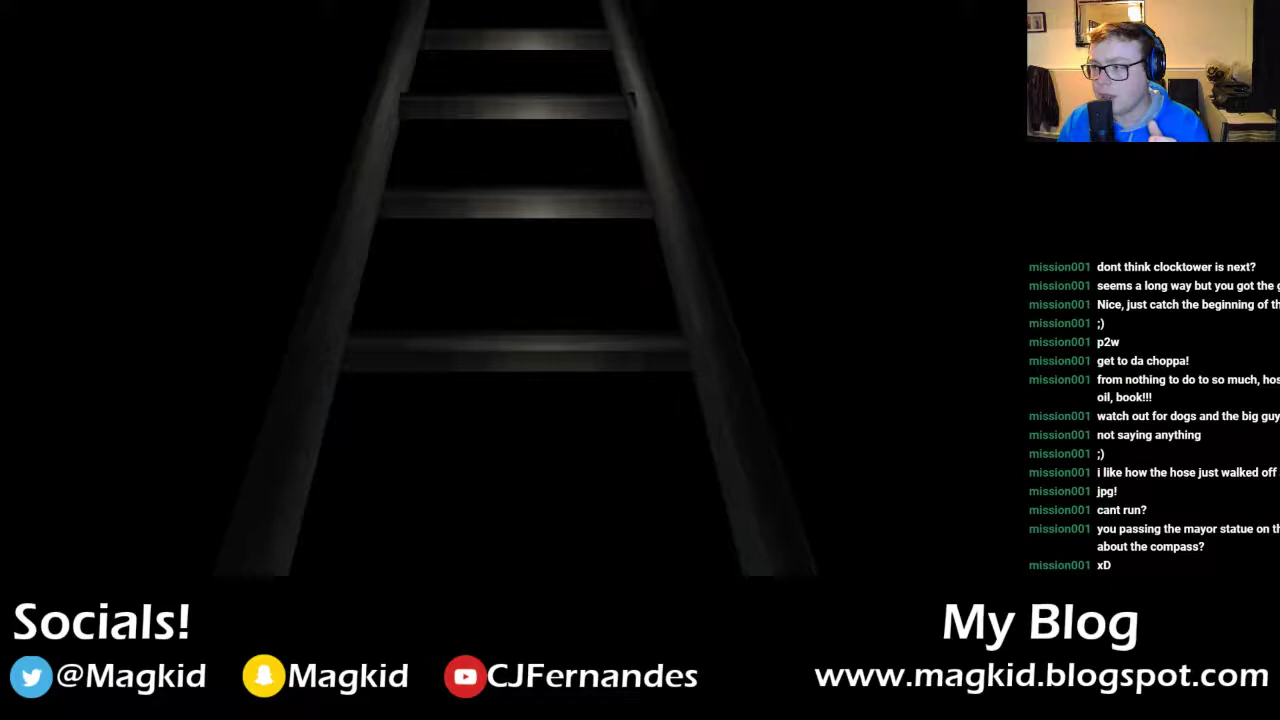 mission001 dont think clocktower is next?
mission001 seems a long way but you got the
mission001 Nice, just catch the beginning of
mission001 ;)
mission001 p2w
mission001 get to da choppa!
mission001 from nothing to do to so much,
oil, book!!!
mission001 watch out for dogs and the big guy
mission001 not saying anything
mission001 ;)
mission001 i like how the hose just walked off
mission001 jpg!
mission001 cant run?
mission001 you passing the mayor statue on
about the compass?
mission001 xD
Socials!
My Blog
@Magkid
Magkid
CJFernandes
www.magkid.blogspot.com